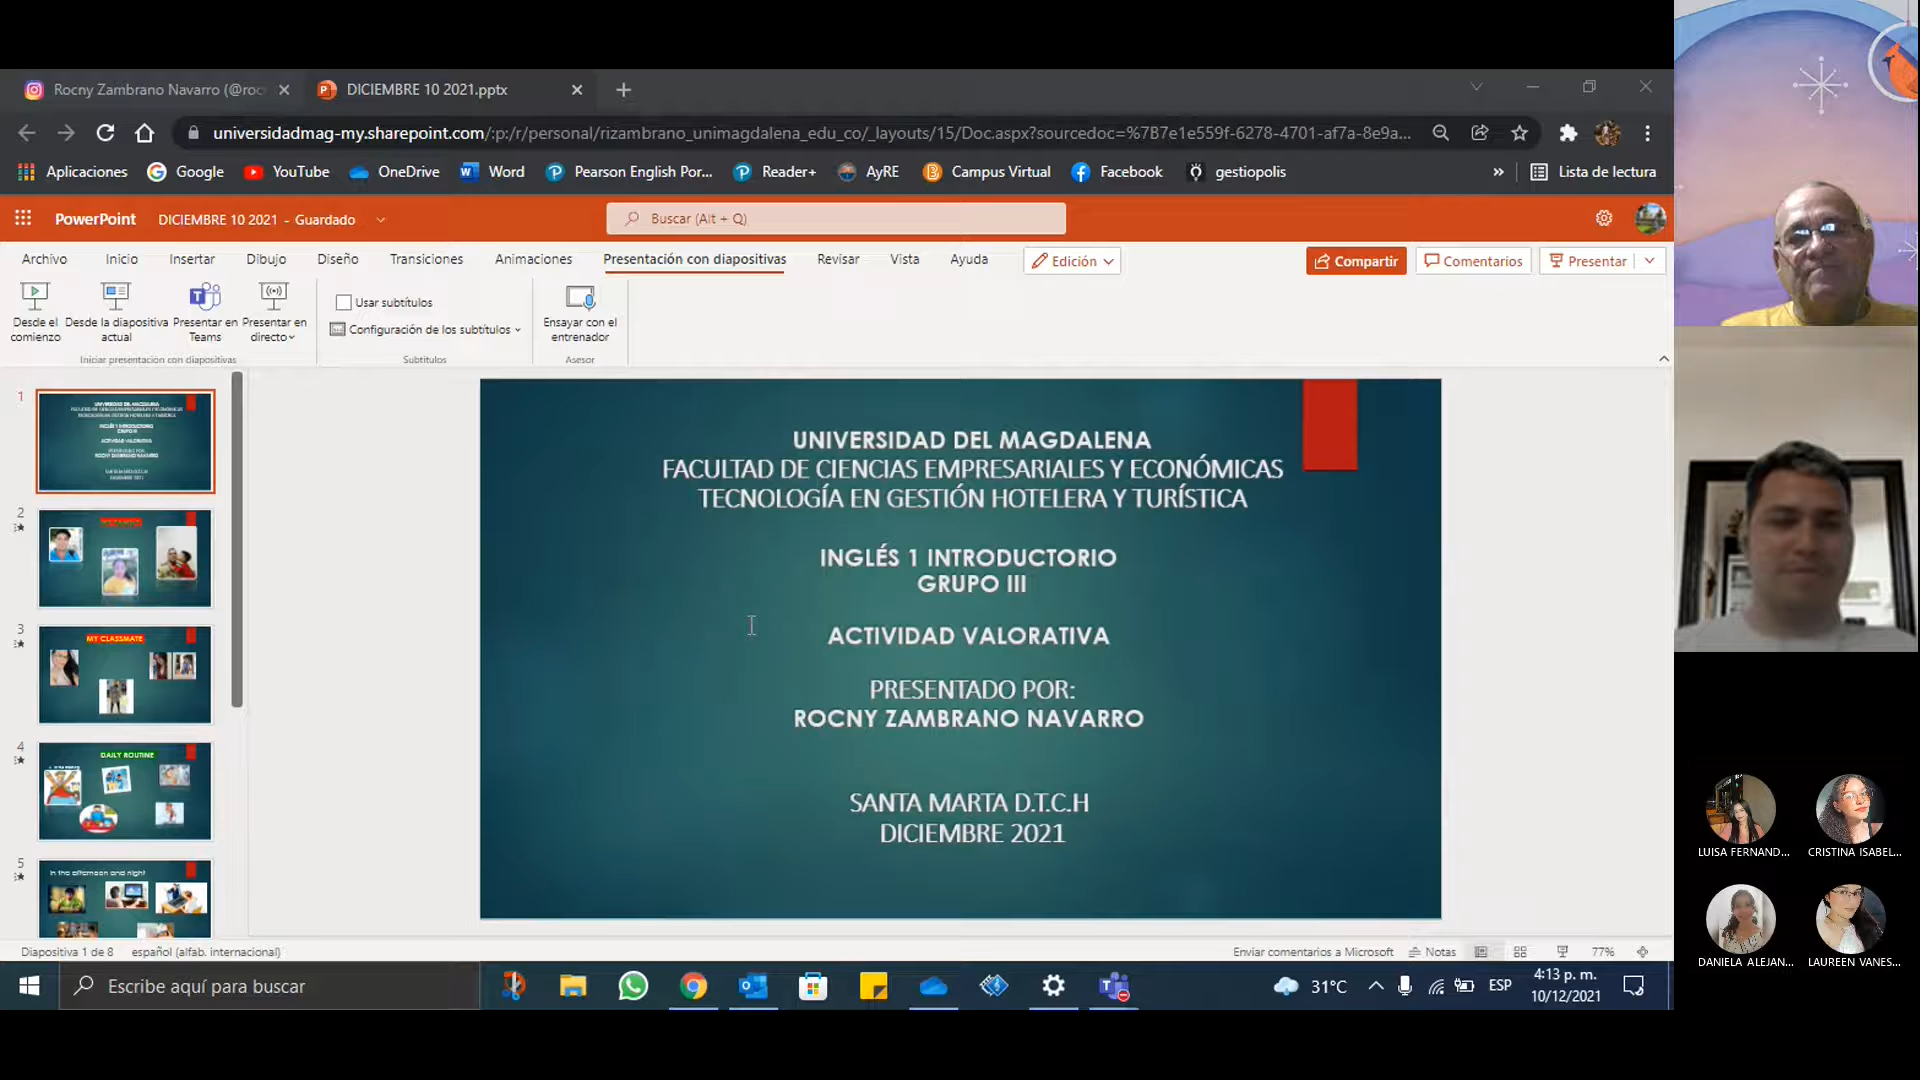 Rocny Zambrano Navarro (@roc
DICIEMBRE 10 2021.pptx
universidadmag-my.sharepoint.com/:p:/r/personal/rizambrano_unimagdalena_edu_co/_layouts/15/Doc.aspx?sourcedoc=%7B7e1e559f-6278-4701-af7a-8e9a...
Aplicaciones Google YouTube OneDrive Word Pearson English Por... Reader+ AyRE Campus Virtual Facebook gestiopolis » Lista de lectura
PowerPoint DICIEMBRE 10 2021 - Guardado Buscar (Alt + Q)
Archivo Inicio Insertar Dibujo Diseño Transiciones Animaciones Presentación con diapositivas Revisar Vista Ayuda Edición Compartir Comentarios Presentar
Desde el comienzo
Desde la diapositiva actual
Presentar en Teams
Presentar en directo
Iniciar presentación con diapositivas
Usar subtítulos
Configuración de los subtítulos
Subtítulos
Ensayar con el entrenador
Asesor
1
2
3
MY CLASSMATE
4
DAILY ROUTINE
5
In the afternoon and night
UNIVERSIDAD DEL MAGDALENA
FACULTAD DE CIENCIAS EMPRESARIALES Y ECONÓMICAS
TECNOLOGÍA EN GESTIÓN HOTELERA Y TURÍSTICA
INGLÉS 1 INTRODUCTORIO
GRUPO III
ACTIVIDAD VALORATIVA
PRESENTADO POR:
ROCNY ZAMBRANO NAVARRO
SANTA MARTA D.T.C.H
DICIEMBRE 2021
LUISA FERNAND...
CRISTINA ISABEL...
DANIELA ALEJAN...
LAUREEN VANES...
Diapositiva 1 de 8 español (alfab. internacional) Enviar comentarios a Microsoft Notas 77%
Escribe aquí para buscar
31°C ESP
4:13 p. m.
10/12/2021